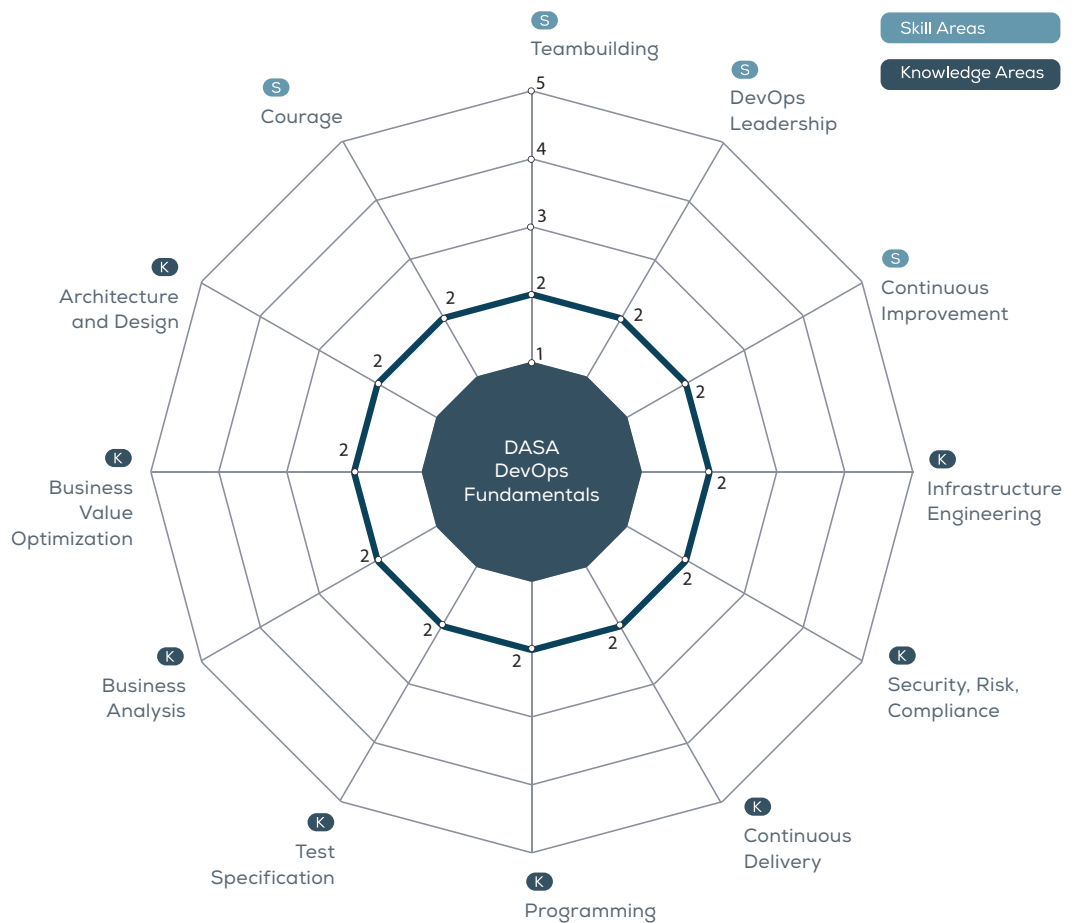 S
Teambuilding
Skill Areas
Knowledge Areas
S
DevOps
Leadership
S
Courage
5
4
3
2
1
S
Continuous
Improvement
2
K
Infrastructure
Engineering
2
K
Security, Risk,
Compliance
2
K
Continuous
Delivery
2
K
Programming
2
K
Test
Specification
2
K
Business
Analysis
2
K
Business
Value
Optimization
2
K
Architecture
and Design
2
2
2
DASA
DevOps
Fundamentals